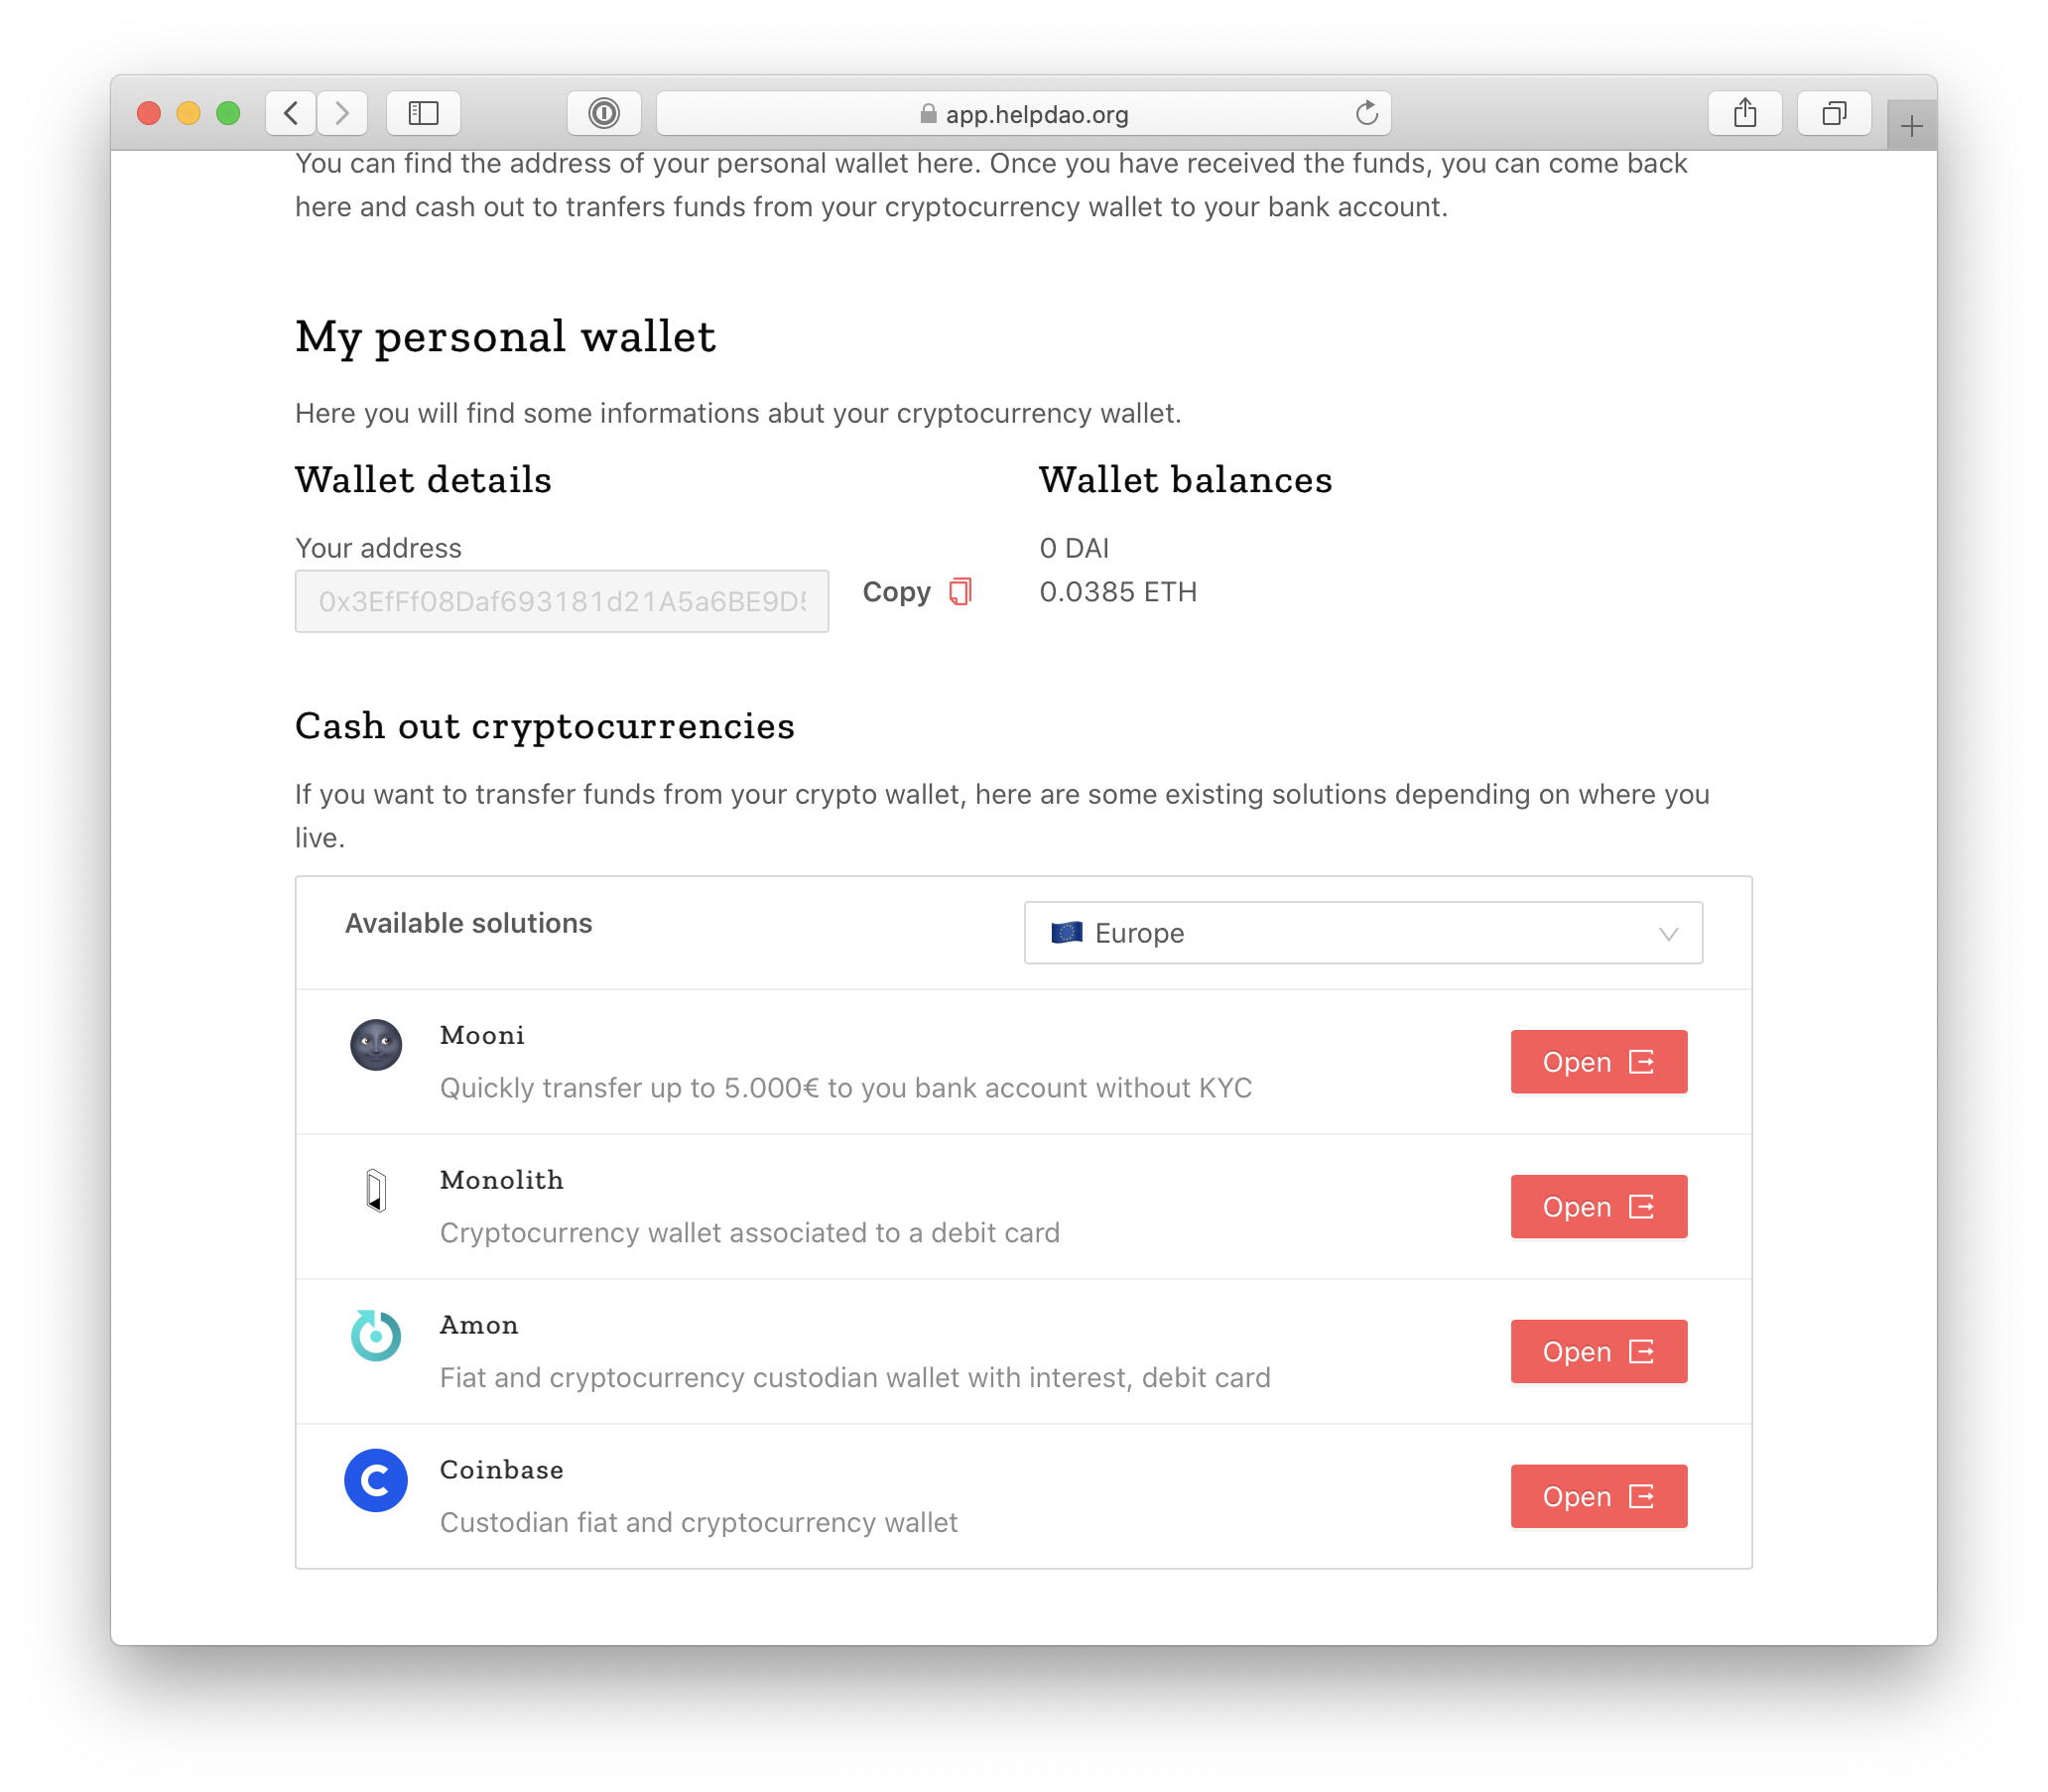 app.helpdao.org
You can find the address of your personal wallet here. Once you have received the funds, you can come back
here and cash out to tranfers funds from your cryptocurrency wallet to your bank account.
My personal wallet
Here you will find some informations abut your cryptocurrency wallet.
Wallet details
Your address
0x3EfFf08Daf693181d21A5a6BE9D
Copy
Wallet balances
0 DAI
0.0385 ETH
Cash out cryptocurrencies
If you want to transfer funds from your crypto wallet, here are some existing solutions depending on where you
live.
Available solutions
Europe
Mooni
Quickly transfer up to 5.000€ to you bank account without KYC
Open
Monolith
Cryptocurrency wallet associated to a debit card
Open
Amon
Fiat and cryptocurrency custodian wallet with interest, debit card
Open
Coinbase
Custodian fiat and cryptocurrency wallet
Open